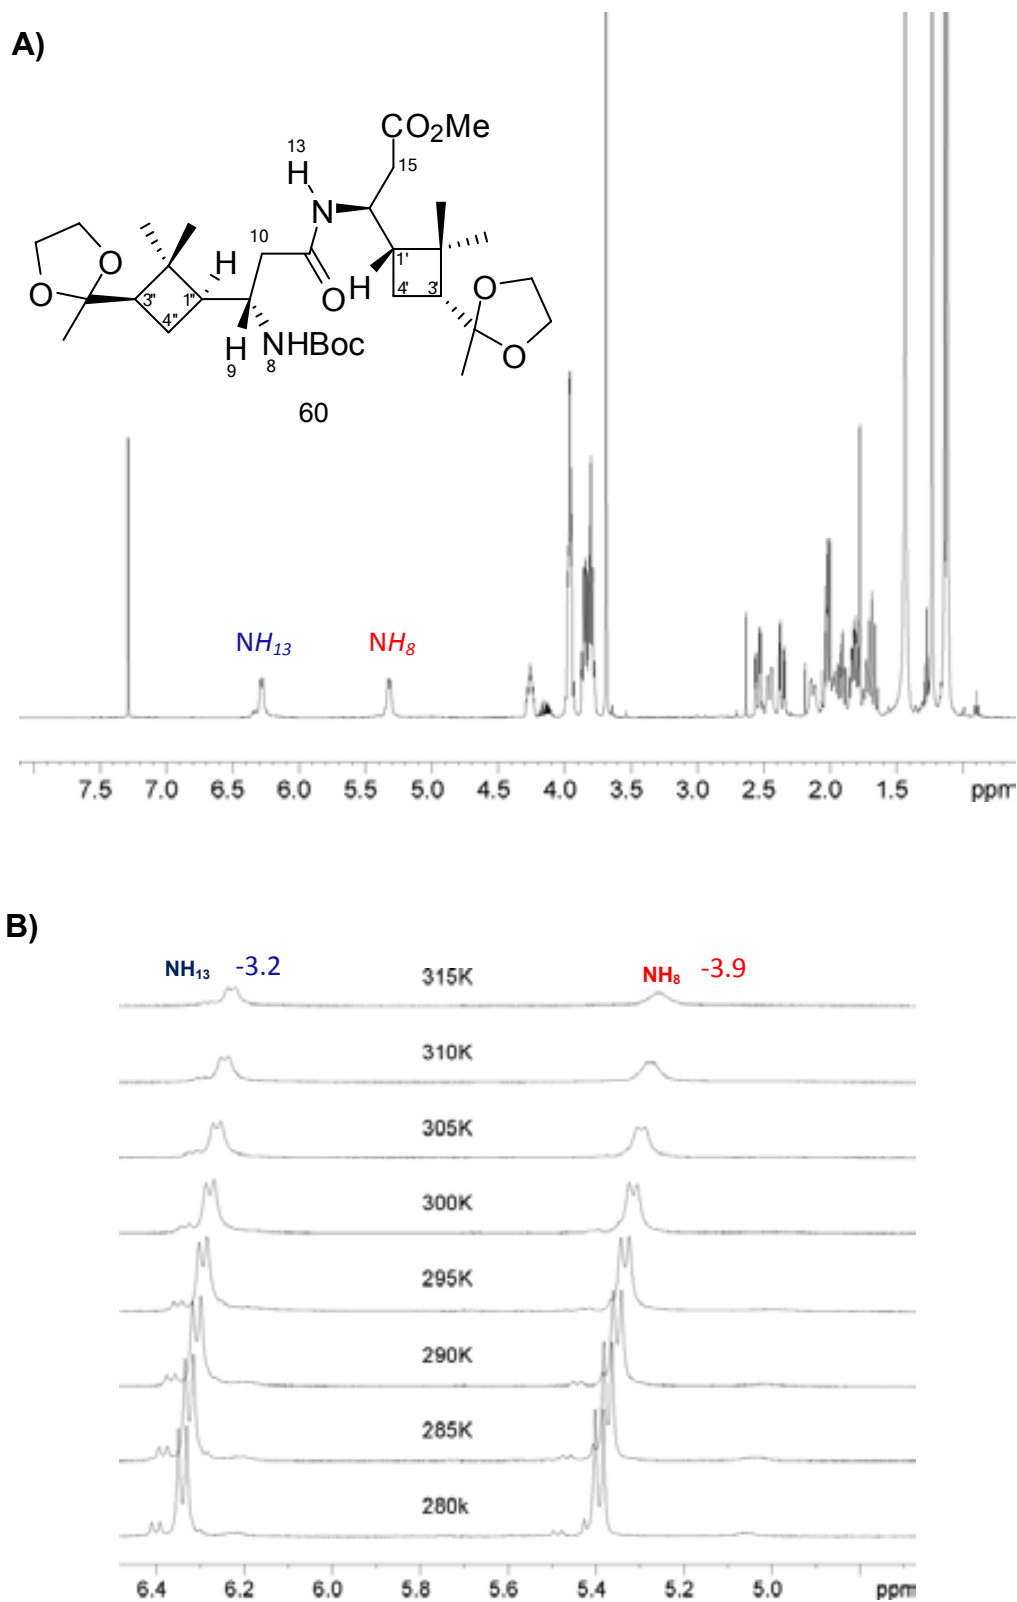 A)
CO2Me
13
H
15
N
10
O
O
H
1'
H
O
3"
1"
4"
H
9
NHBoc
8
O
4'
3'
O
O
60
NH13
NH8
7.5 7.0 6.5 6.0 5.5 5.0 4.5 4.0 3.5 3.0 2.5 2.0 1.5 ppm
B)
NH13 -3.2 315K NH8 -3.9
310K
305K
300K
295K
290K
285K
280k
6.4 6.2 6.0 5.8 5.6 5.4 5.2 5.0 ppm